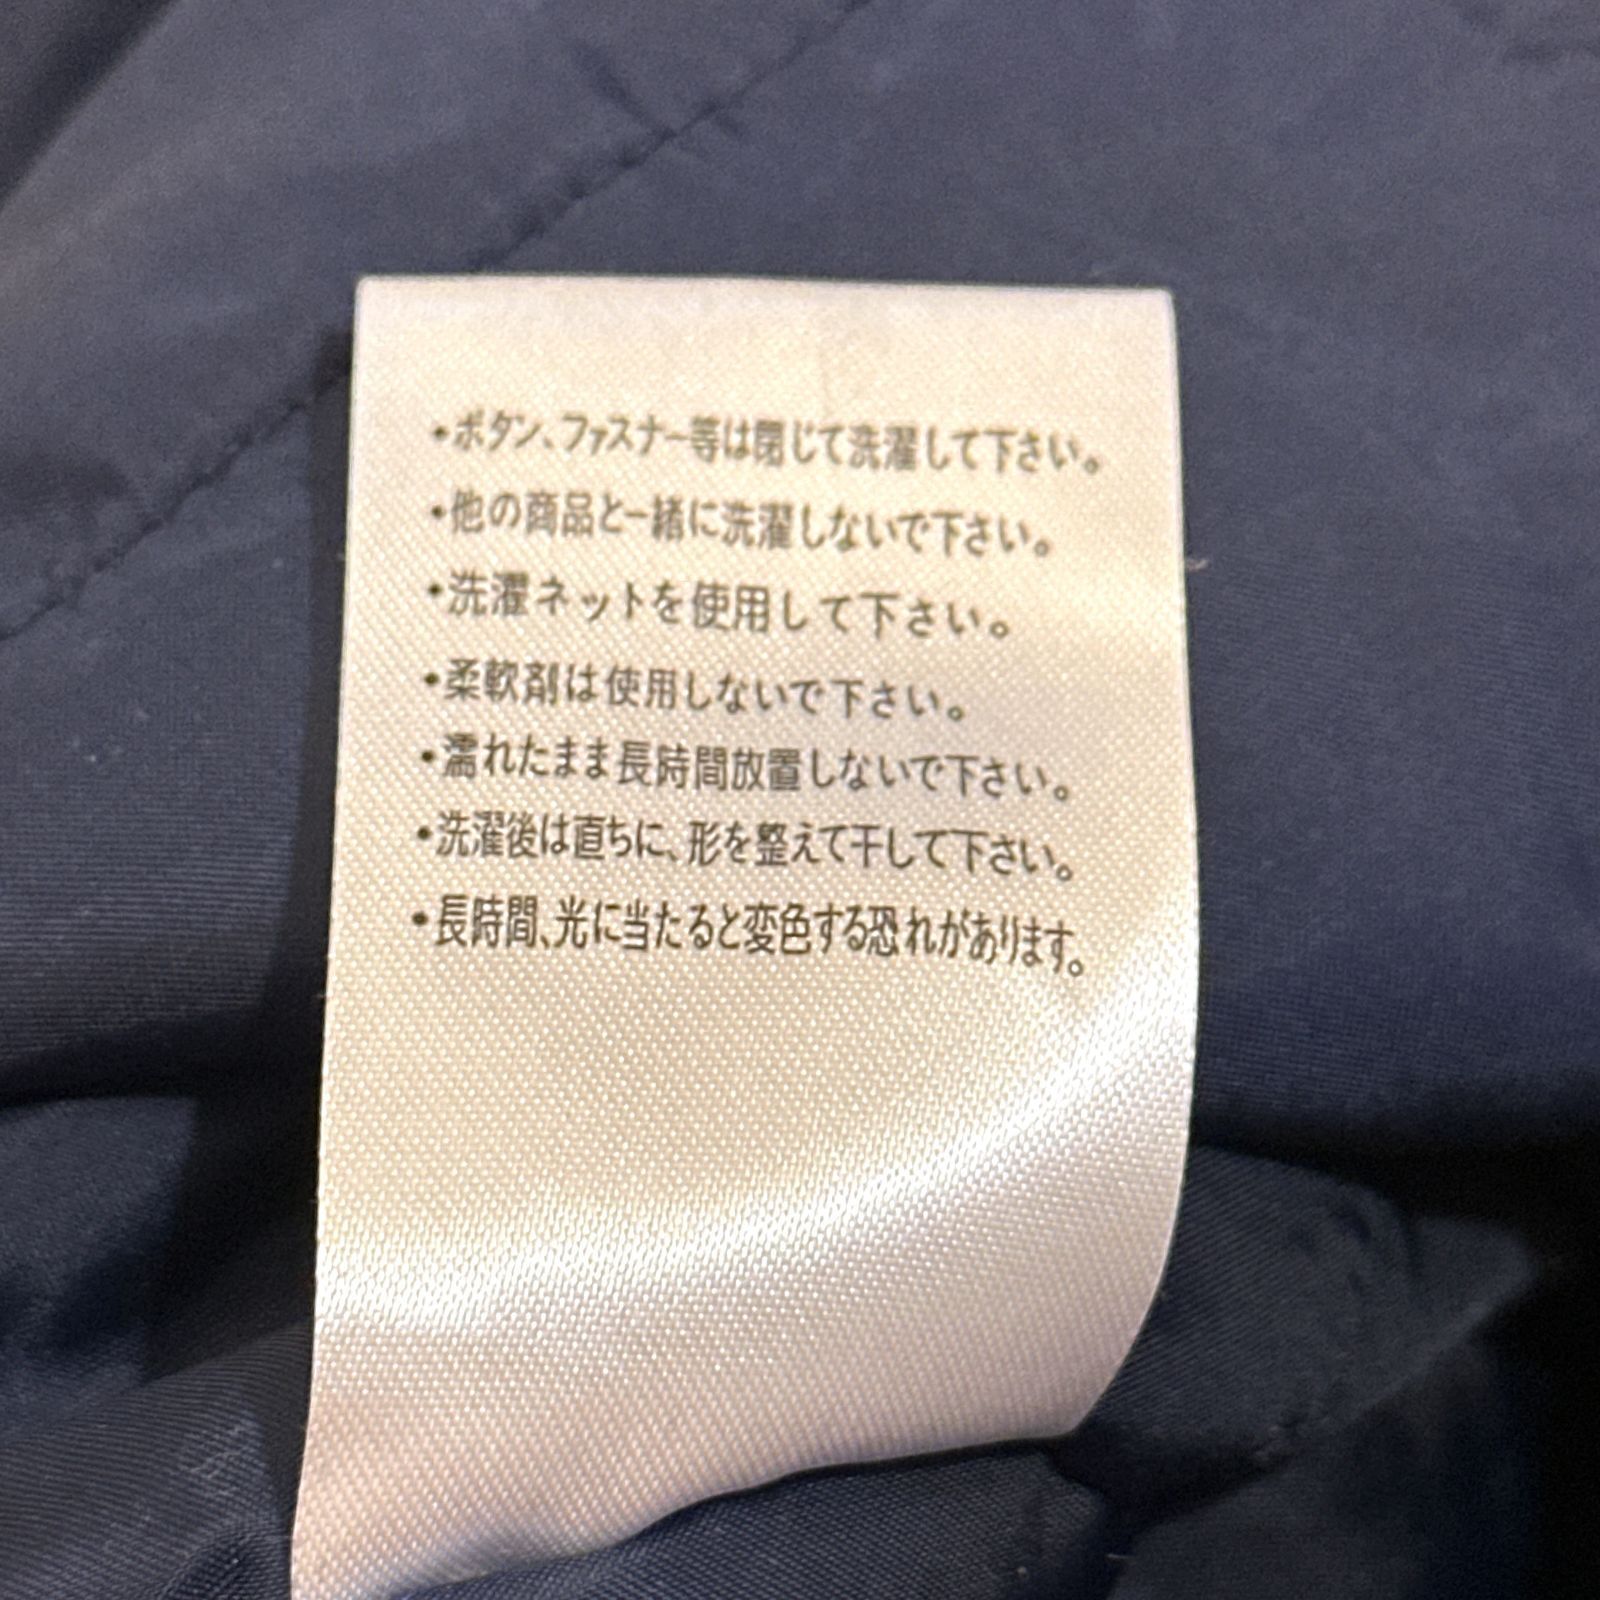 ・ボタン、ファスナー等は閉じて洗濯して下さい。
・他の商品と一緒に洗濯しないで下さい。
・洗濯ネットを使用して下さい。
・柔軟剤は使用しないで下さい。
・濡れたまま長時間放置しないで下さい。
・洗濯後は直ちに、形を整えて干して下さい。
・長時間、光に当たると変色する恐れがあります。